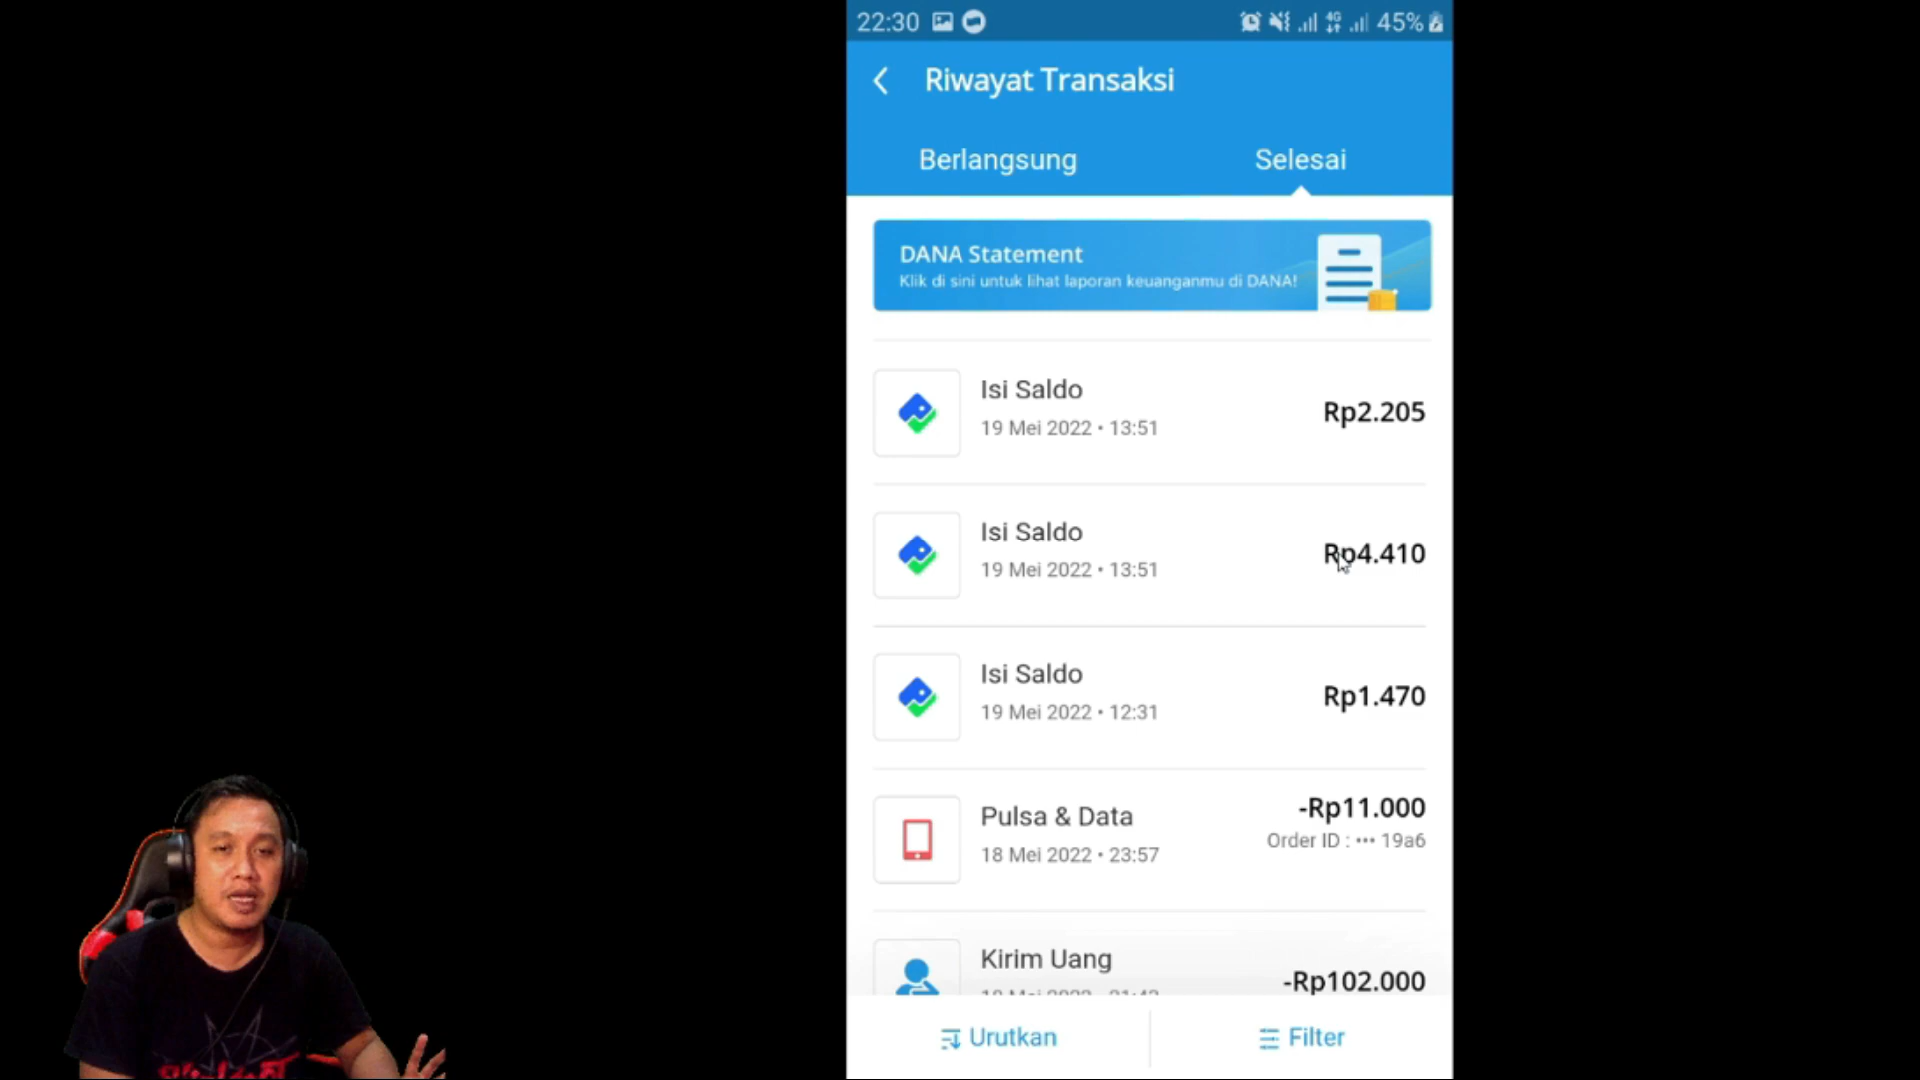 22:30
4G
45%
Riwayat Transaksi
Berlangsung
Selesai
DANA Statement
Klik di sini untuk lihat laporan keuanganmu di DANA!
Isi Saldo
19 Mei 2022 • 13:51
Rp2.205
Isi Saldo
19 Mei 2022 • 13:51
Rp4.410
Isi Saldo
19 Mei 2022 • 12:31
Rp1.470
Pulsa & Data
18 Mei 2022 • 23:57
-Rp11.000
Order ID : ••• 19a6
Kirim Uang
-Rp102.000
Urutkan
Filter